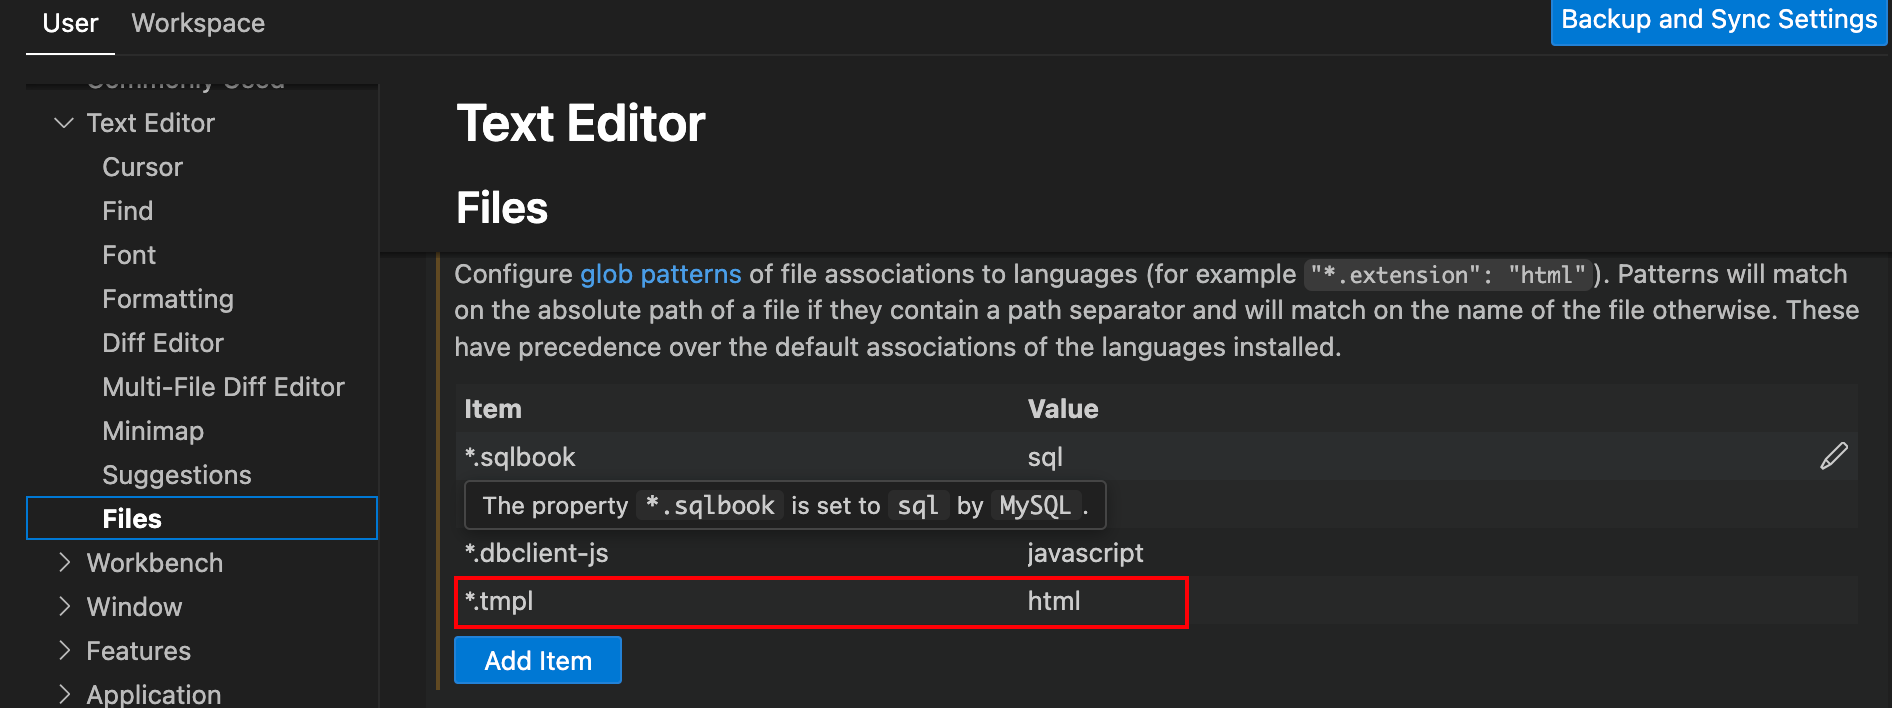 User Workspace
Backup and Sync Settings
Commonly Used
Text Editor
Cursor
Find
Font
Formatting
Diff Editor
Multi-File Diff Editor
Minimap
Suggestions
Files
Workbench
Window
Features
Application
Text Editor
Files
Configure glob patterns of file associations to languages (for example "*.extension": "html"). Patterns will match
on the absolute path of a file if they contain a path separator and will match on the name of the file otherwise. These
have precedence over the default associations of the languages installed.
Item Value
*.sqlbook sql
The property *.sqlbook is set to sql by MySQL.
*.dbclient-js javascript
*.tmpl html
Add Item